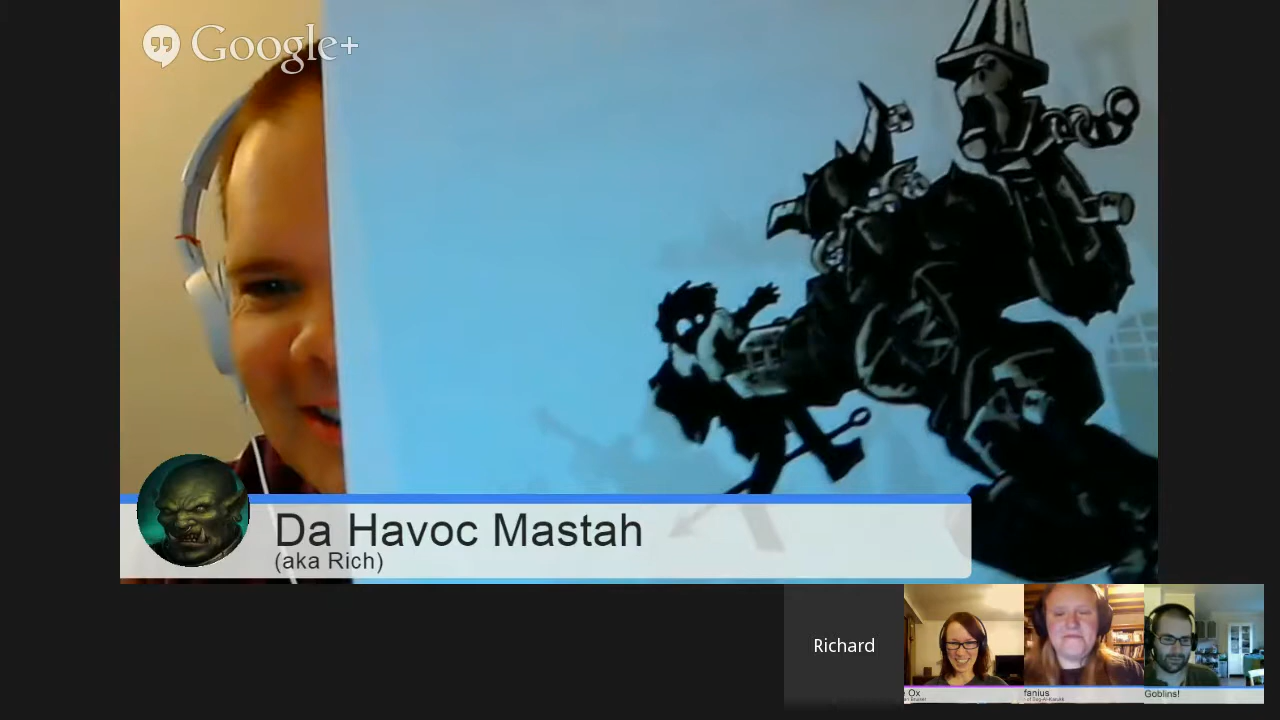 Google+
Da Havoc Mastah
(aka Rich)
Richard
Ox
fanius
Goblins!